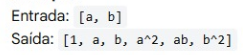 Entrada: [a, b]
Saída: [1, a, b, a^2, ab, b^2]